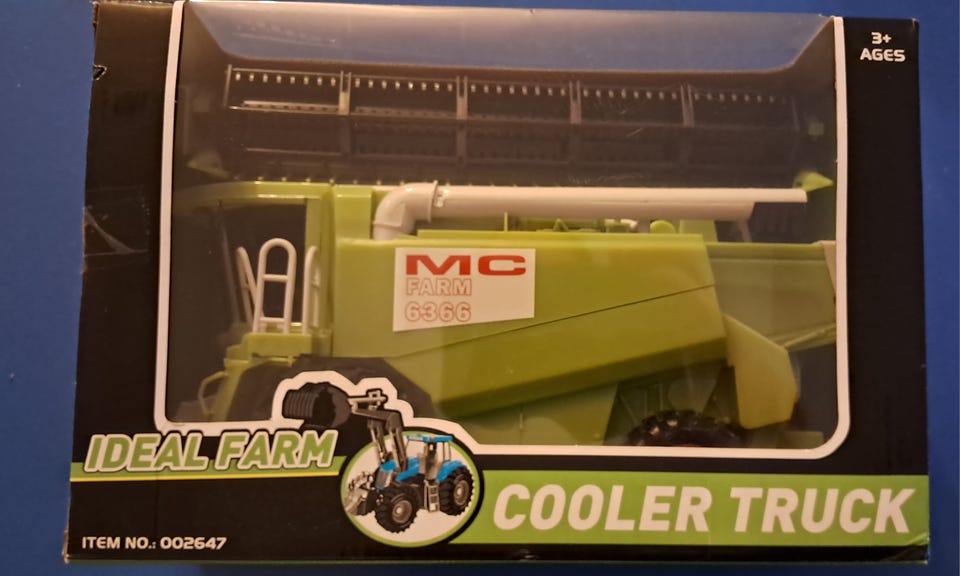 3+
AGES
MC
FARM
6366
IDEAL FARM
COOLER TRUCK
ITEM NO.: 002647